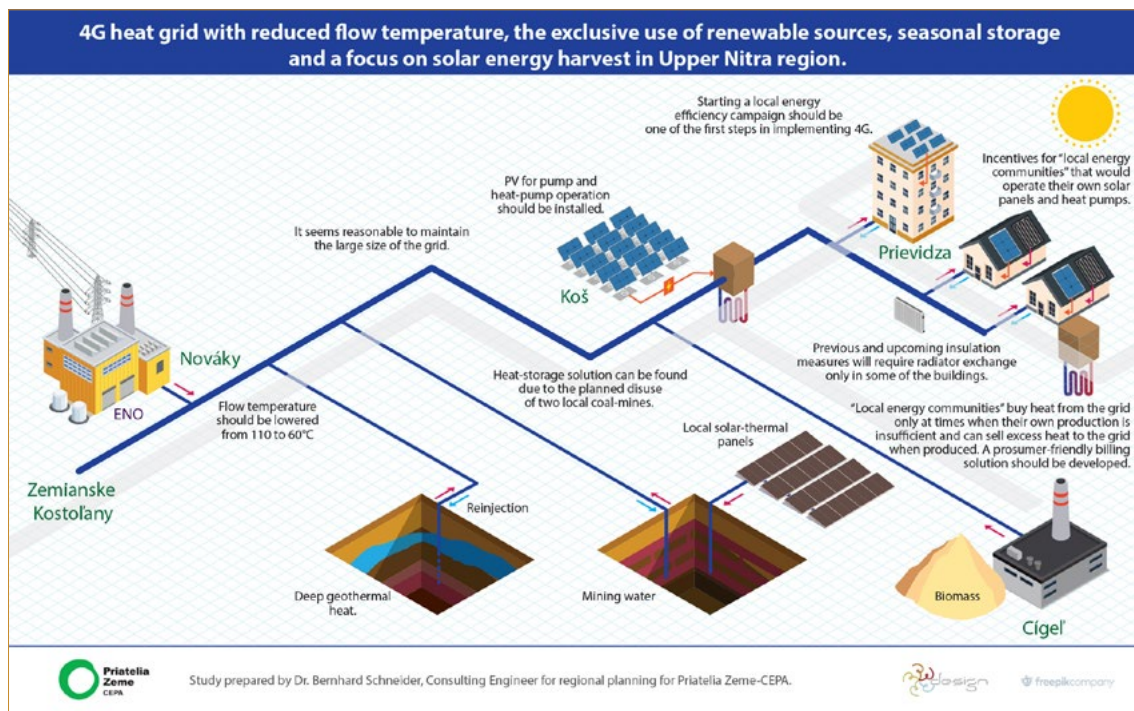 4G heat grid with reduced flow temperature, the exclusive use of renewable sources, seasonal storage
and a focus on solar energy harvest in Upper Nitra region.
Starting a local energy
efficiency campaign should be
one of the first steps in implementing 4G.
Incentives for “local energy
communities” that would
operate their own solar
panels and heat pumps.
PV for pump and
heat-pump operation
should be installed.
It seems reasonable to maintain
the large size of the grid.
Prievidza
Koš
Nováky
ENO
Flow temperature
should be lowered
from 110 to 60°C
Heat-storage solution can be found
due to the planned disuse
of two local coal-mines.
Previous and upcoming insulation
measures will require radiator exchange
only in some of the buildings.
“Local energy communities” buy heat from the grid
only at times when their own production is
insufficient and can sell excess heat to the grid
when produced. A prosumer-friendly billing
solution should be developed.
Local solar-thermal
panels
Zemianske
Kostoľany
Reinjection
Deep geothermal
heat.
Mining water
Biomass
Cígeľ
Priatelia
Zeme
CEPA
Study prepared by Dr. Bernhard Schneider, Consulting Engineer for regional planning for Priatelia Zeme-CEPA.
design
freepikcompany